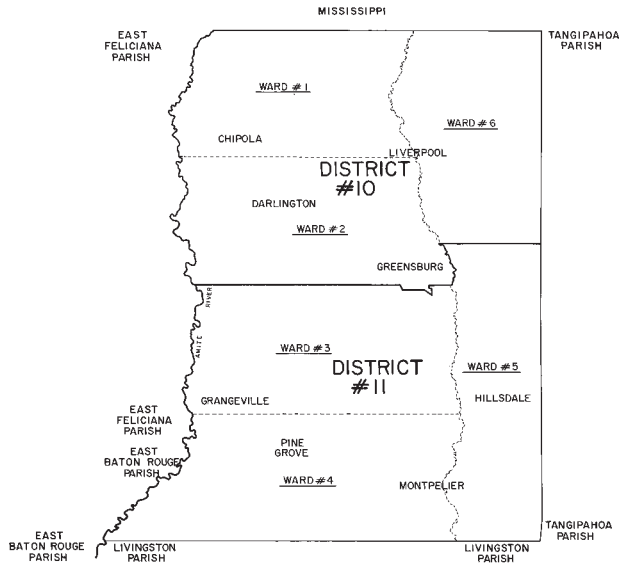 MISSISSIPPI
EAST
FELICIANA
PARISH
TANGIPAHOA
PARISH
WARD #1
WARD #6
CHIPOLA
LIVERPOOL
DISTRICT
#10
DARLINGTON
WARD #2
GREENSBURG
AMITE RIVER
WARD #3
DISTRICT
#11
WARD #5
GRANGEVILLE
HILLSDALE
EAST
FELICIANA
PARISH
EAST
BATON ROUGE
PARISH
PINE
GROVE
WARD #4
MONTPELIER
TANGIPAHOA
PARISH
EAST
BATON ROUGE
PARISH
LIVINGSTON
PARISH
LIVINGSTON
PARISH